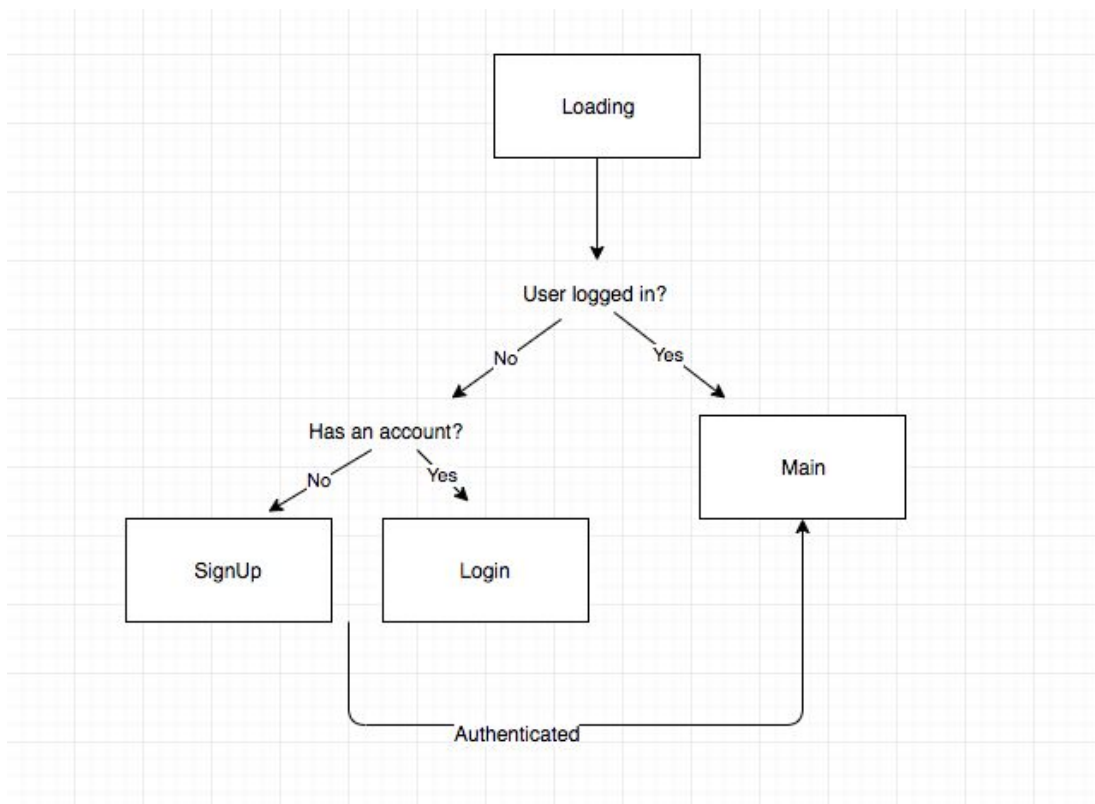 Loading
User logged in?
No
Yes
Has an account?
Main
No
Yes
SignUp
Login
Authenticated